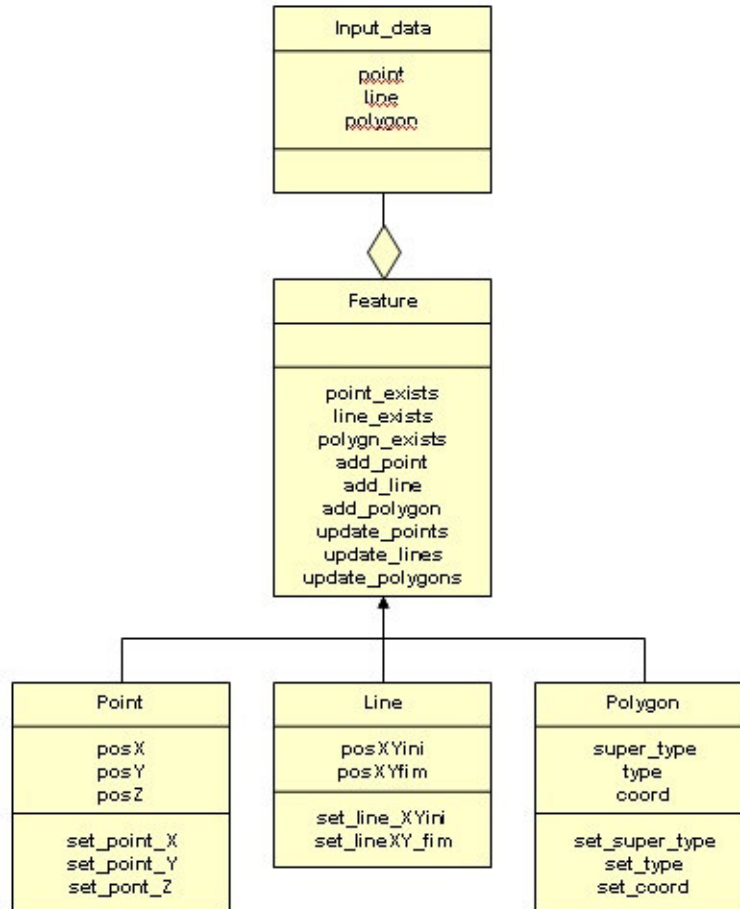 Input_data
point
line
polygon
Feature
point_exists
line_exists
polygn_exists
add_point
add_line
add_polygon
update_points
update_lines
update_polygons
Point
posX
posY
posZ
set_point_X
set_point_Y
set_pont_Z
Line
posXYini
posXYfim
set_line_XYini
set_lineXY_fim
Polygon
super_type
type
coord
set_super_type
set_type
set_coord